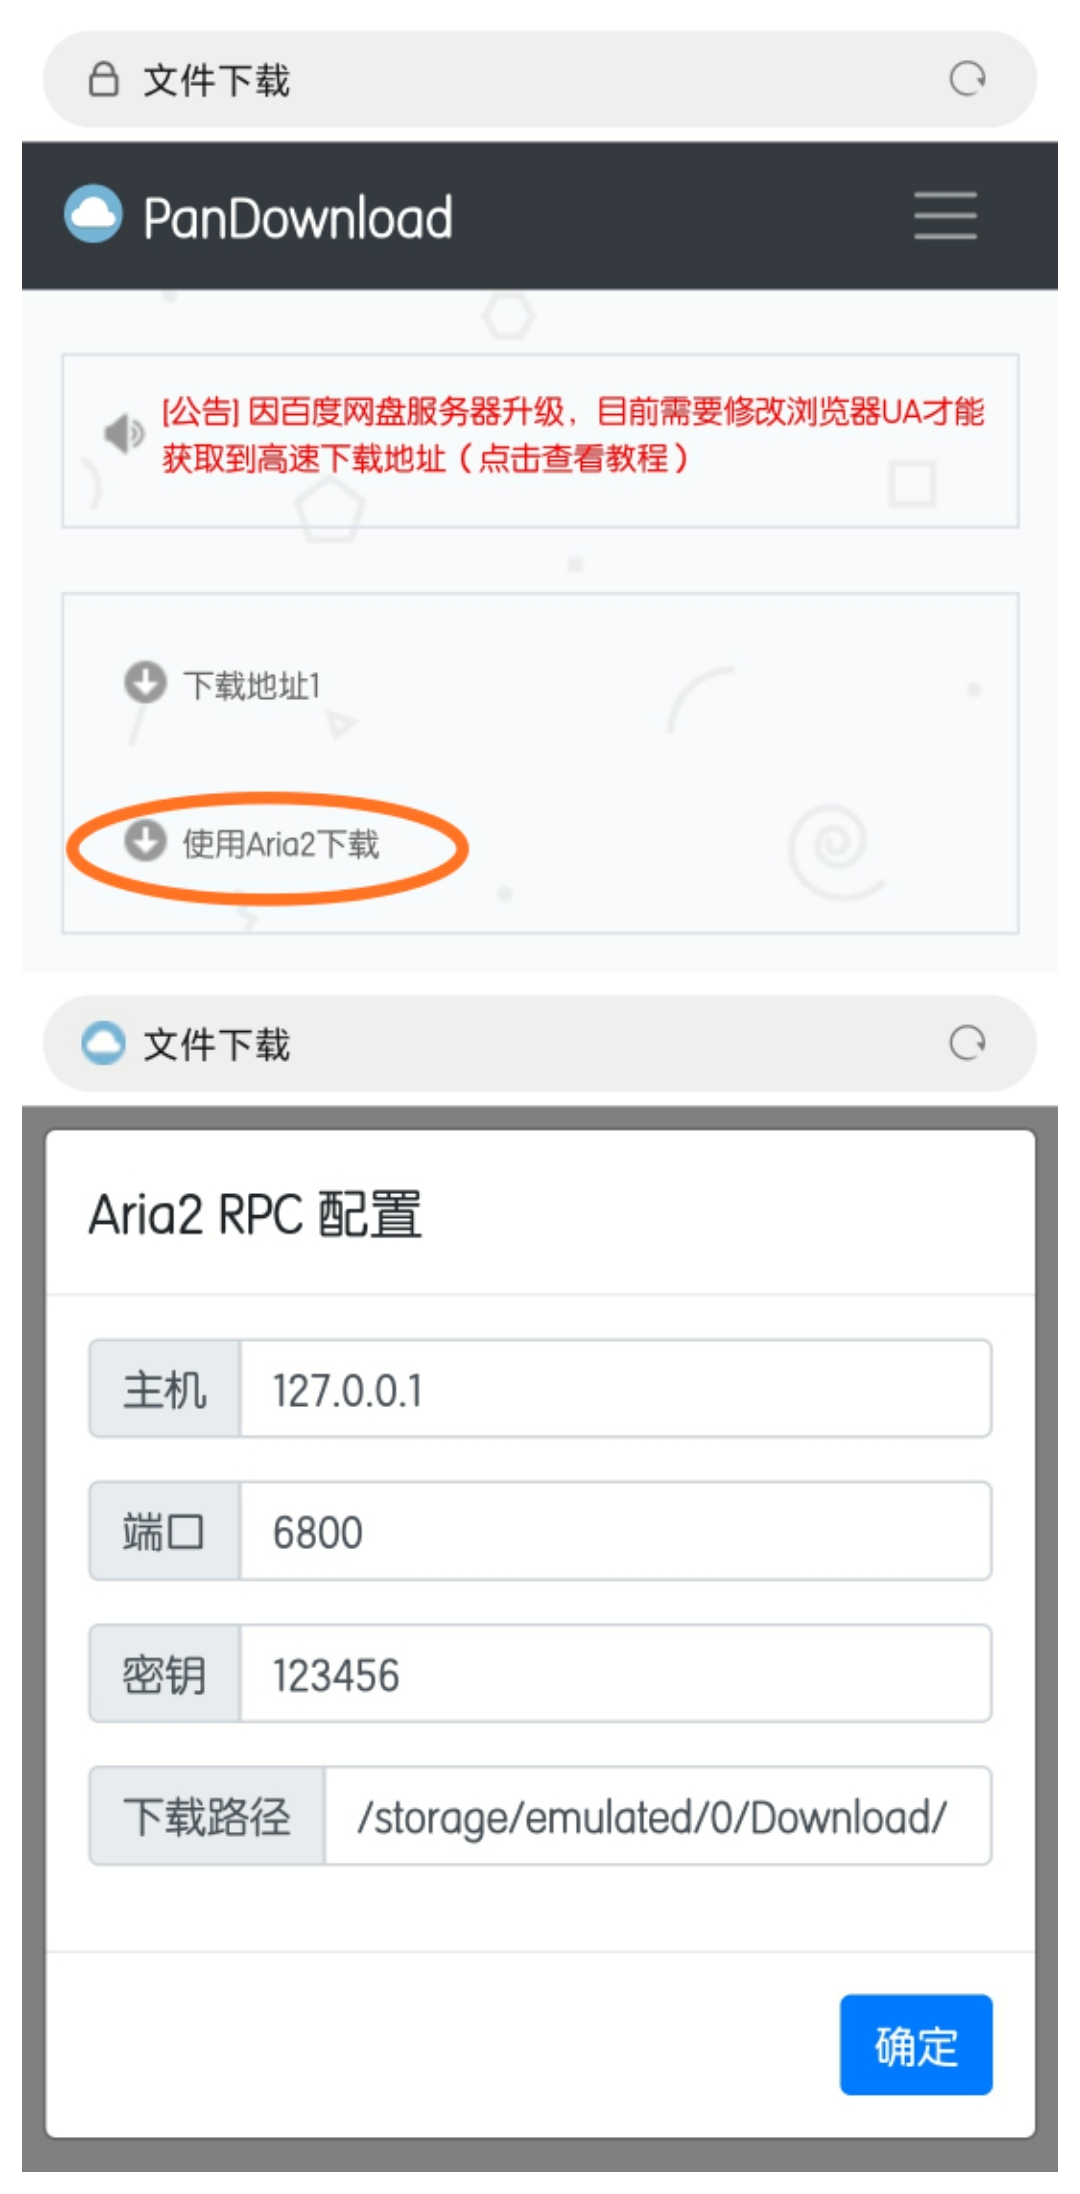 文件下载
PanDownload
[公告] 因百度网盘服务器升级，目前需要修改浏览器UA才能
获取到高速下载地址（点击查看教程）
下载地址1
使用Aria2下载
文件下载
Aria2 RPC 配置
主机 127.0.0.1
端口 6800
密钥 123456
下载路径 /storage/emulated/0/Download/
确定